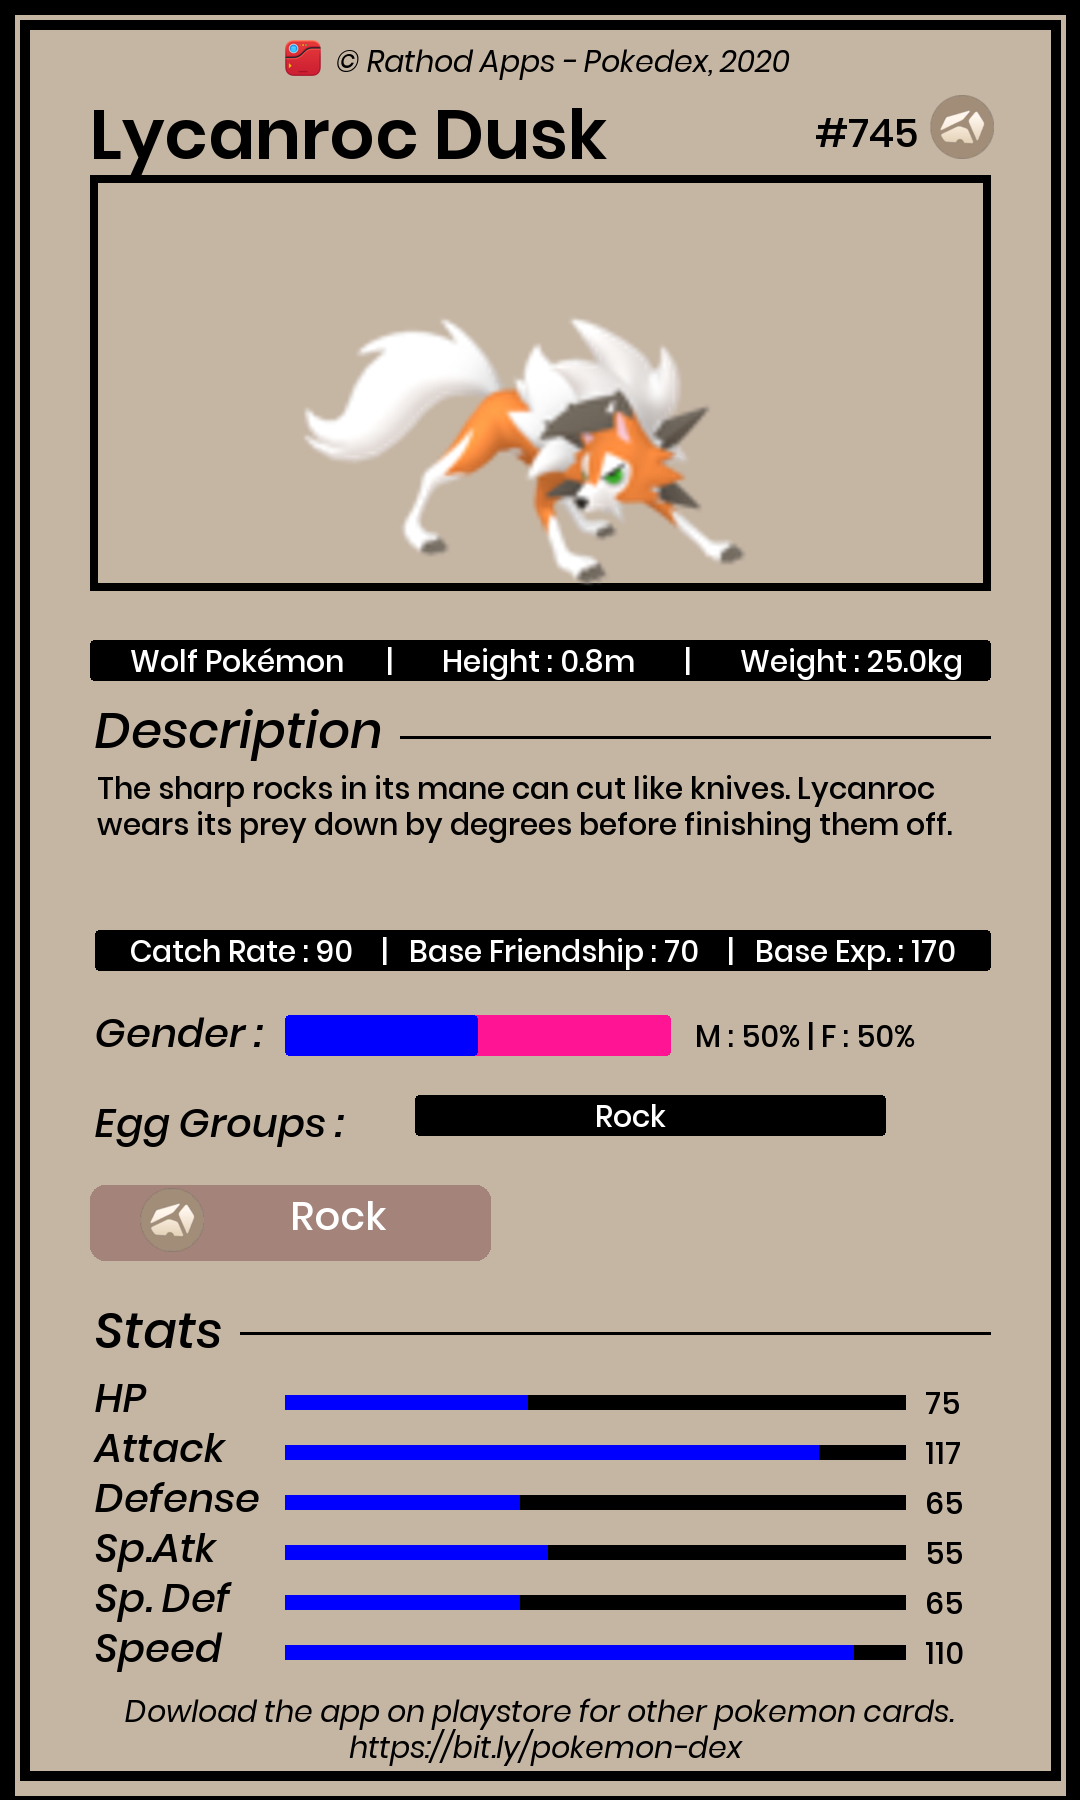 © Rathod Apps - Pokedex, 2020
Lycanroc Dusk #745
Wolf Pokémon | Height : 0.8m | Weight : 25.0kg
Description
The sharp rocks in its mane can cut like knives. Lycanroc
wears its prey down by degrees before finishing them off.
Catch Rate : 90 | Base Friendship : 70 | Base Exp. : 170
Gender : M : 50% | F : 50%
Egg Groups : Rock
Rock
Stats
HP 75
Attack 117
Defense 65
Sp.Atk 55
Sp. Def 65
Speed 110
Dowload the app on playstore for other pokemon cards.
https://bit.ly/pokemon-dex